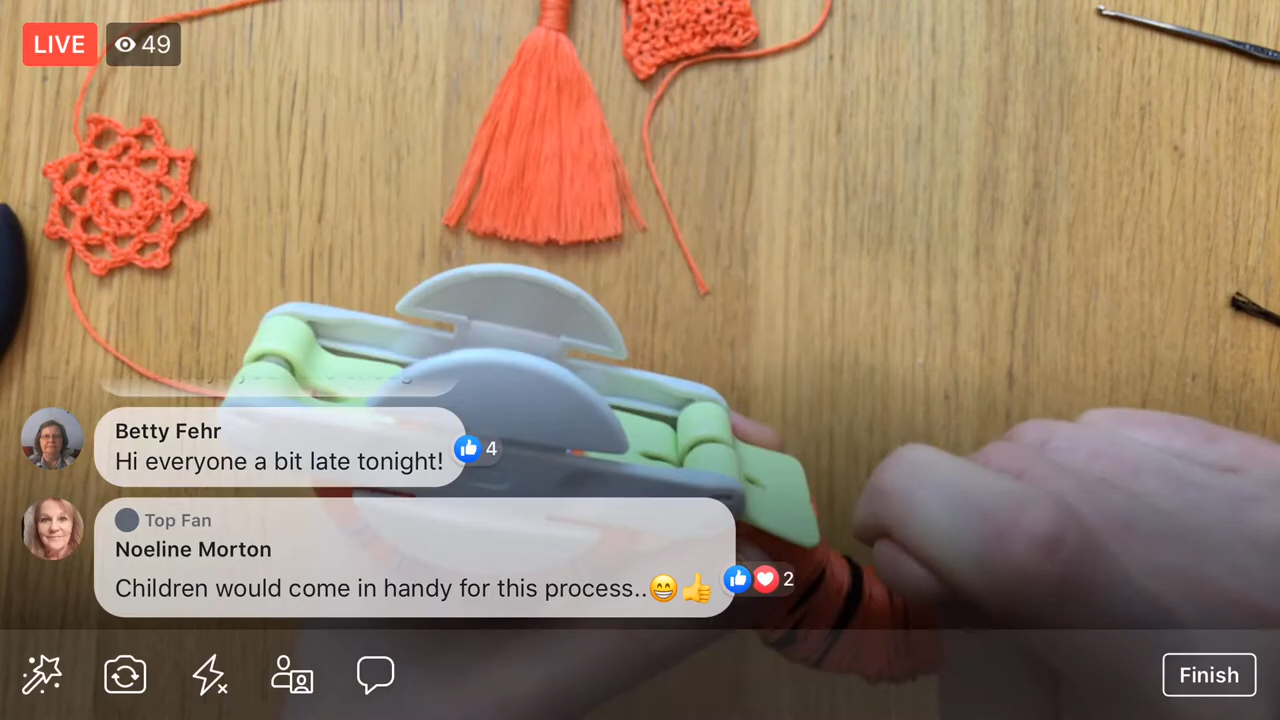 LIVE
49
Betty Fehr
Hi everyone a bit late tonight!
4
Top Fan
Noeline Morton
Children would come in handy for this process..😁👍
2
Finish